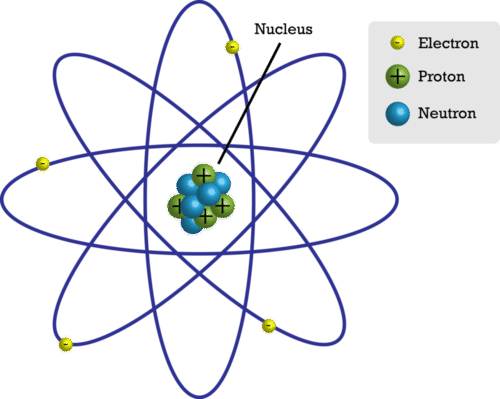 Nucleus
- Electron
+ Proton
Neutron
-
-
+
+
+
+
-
-